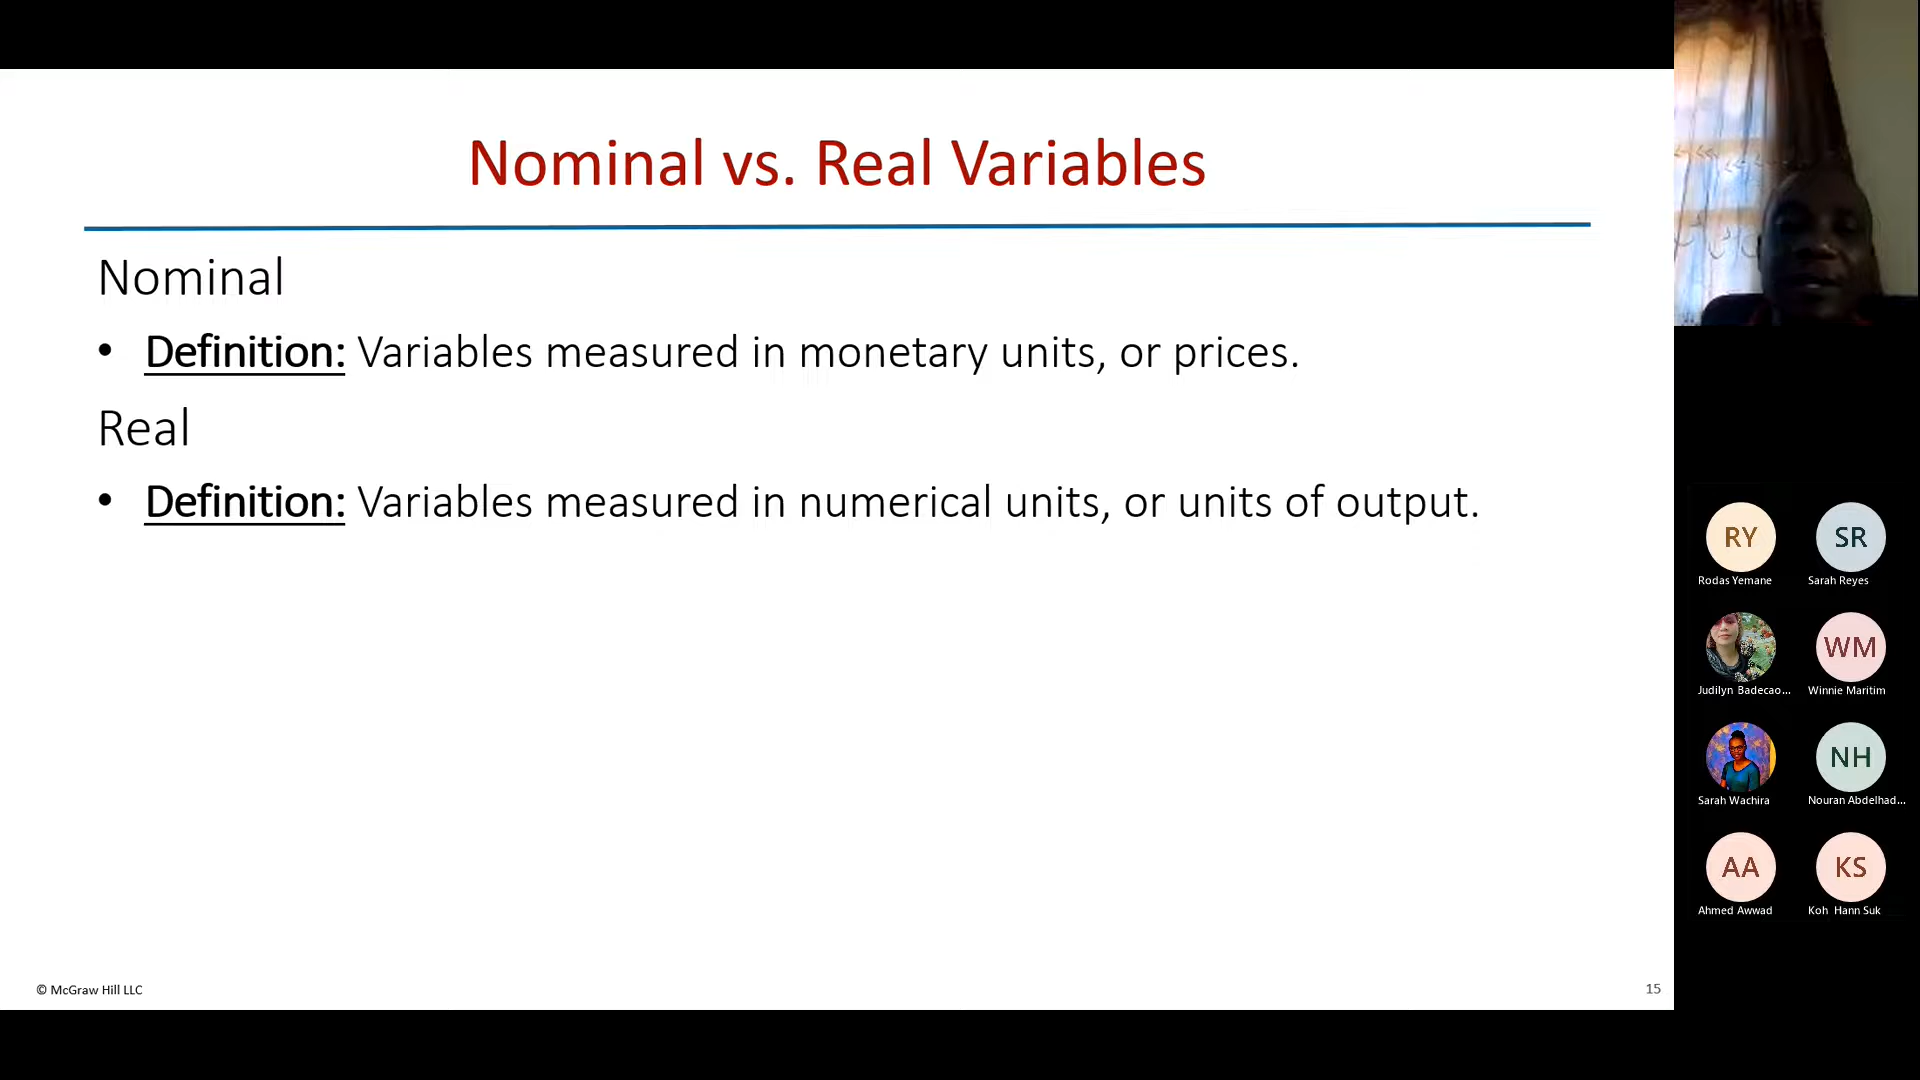 Nominal vs. Real Variables
Nominal
• Definition: Variables measured in monetary units, or prices.
Real
• Definition: Variables measured in numerical units, or units of output.
© McGraw Hill LLC
15
RY
SR
Rodas Yemane
Sarah Reyes
WM
Judilyn Badecao...
Winnie Maritim
NH
Sarah Wachira
Nouran Abdelhad...
AA
KS
Ahmed Awwad
Koh Hann Suk